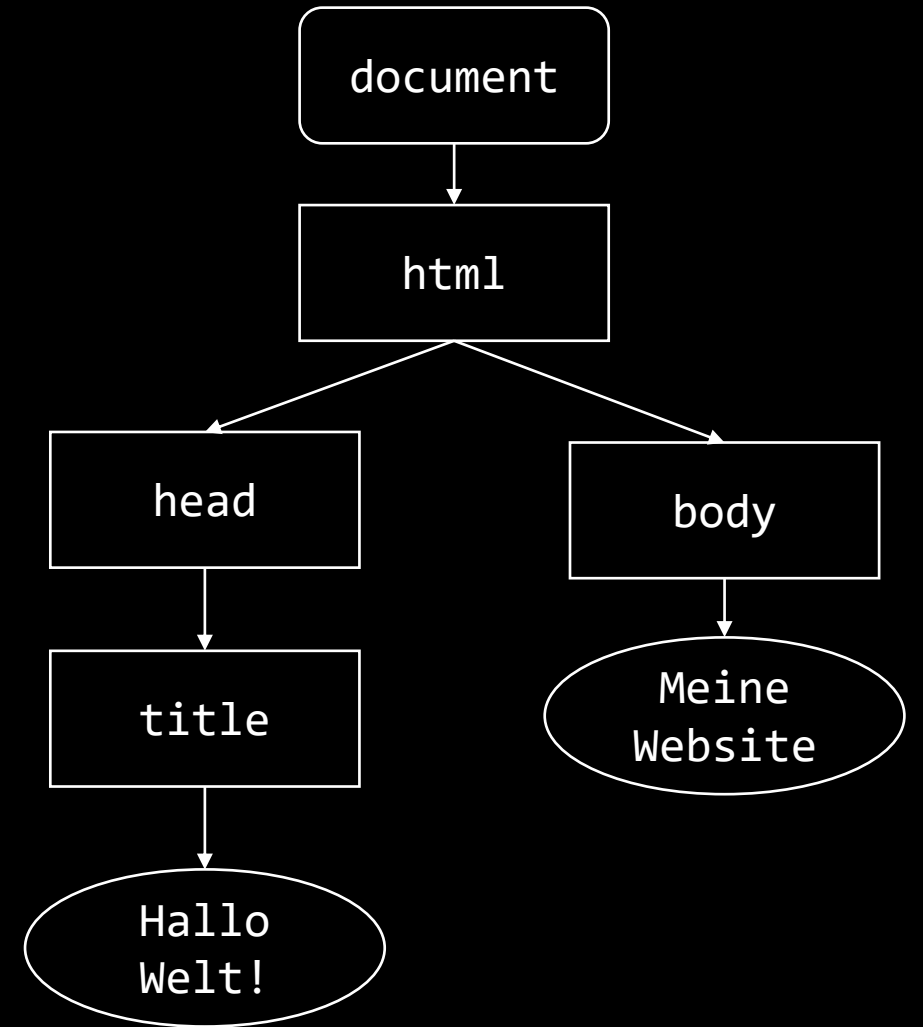 document
html
head
body
title
Meine
Website
Hallo
Welt!